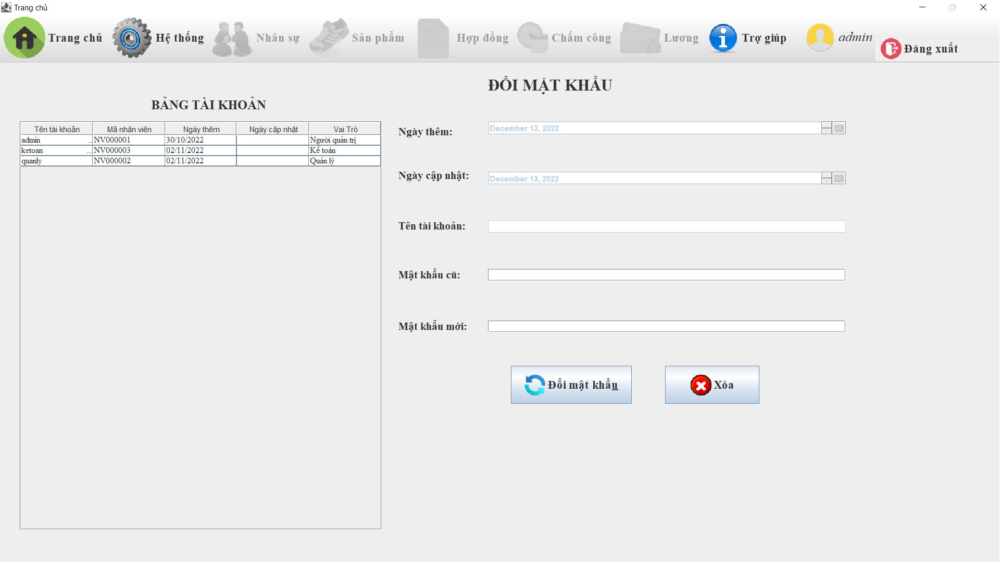 Trang chủ
Trang chủ Hệ thống Nhân sự Sản phẩm Hợp đồng Chấm công Lương Trợ giúp admin Đăng xuất
ĐỔI MẬT KHẨU
BẢNG TÀI KHOẢN
Tên tài khoản Mã nhân viên Ngày thêm Ngày cập nhật Vai Trò
admin ... NV000001 30/10/2022 Người quản trị
ketoan ... NV000003 02/11/2022 Kế toán
quanly NV000002 02/11/2022 Quản lý
Ngày thêm: December 13, 2022
Ngày cập nhật: December 13, 2022
Tên tài khoản:
Mật khẩu cũ:
Mật khẩu mới:
Đổi mật khẩu Xóa